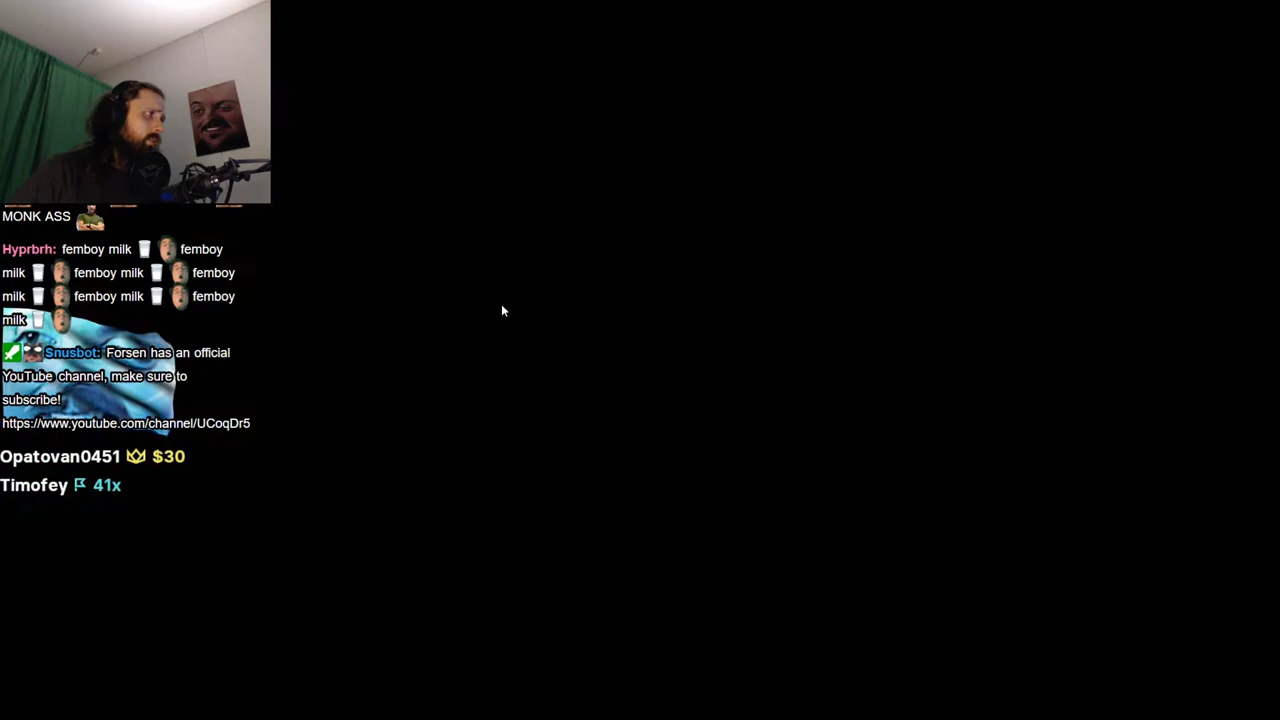 MONK ASS
Hyprbrh: femboy milk femboy
milk femboy milk femboy
milk femboy milk femboy
milk
Snusbot: Forsen has an official
YouTube channel, make sure to
subscribe!
https://www.youtube.com/channel/UCoqDr5
Opatovan0451 $30
Timofey 41x